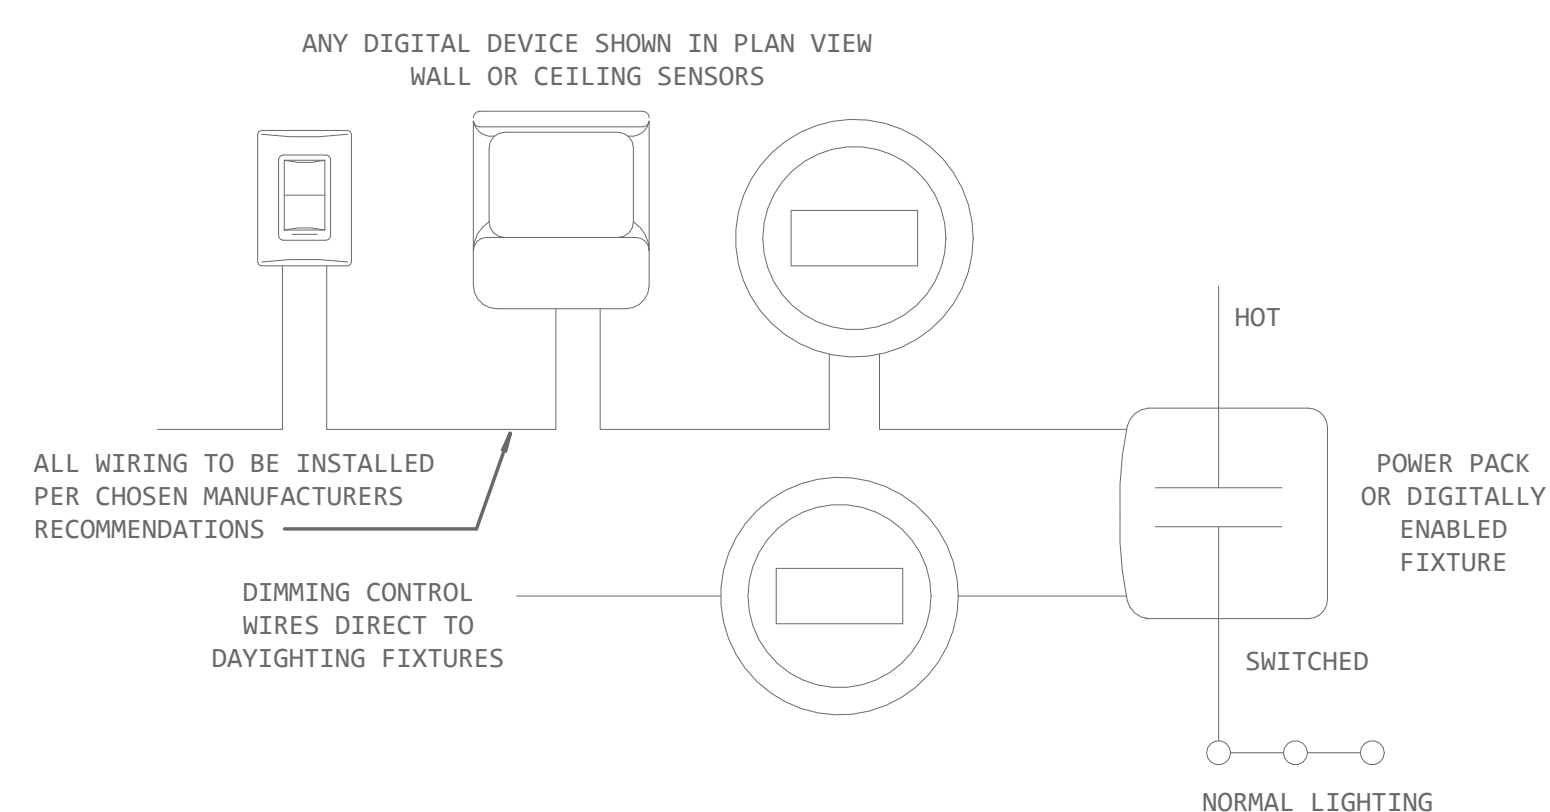 ANY DIGITAL DEVICE SHOWN IN PLAN VIEW
WALL OR CEILING SENSORS
HOT
ALL WIRING TO BE INSTALLED
PER CHOSEN MANUFACTURERS
RECOMMENDATIONS
POWER PACK
OR DIGITALLY
ENABLED
FIXTURE
DIMMING CONTROL
WIRES DIRECT TO
DAYIGHTING FIXTURES
SWITCHED
NORMAL LIGHTING